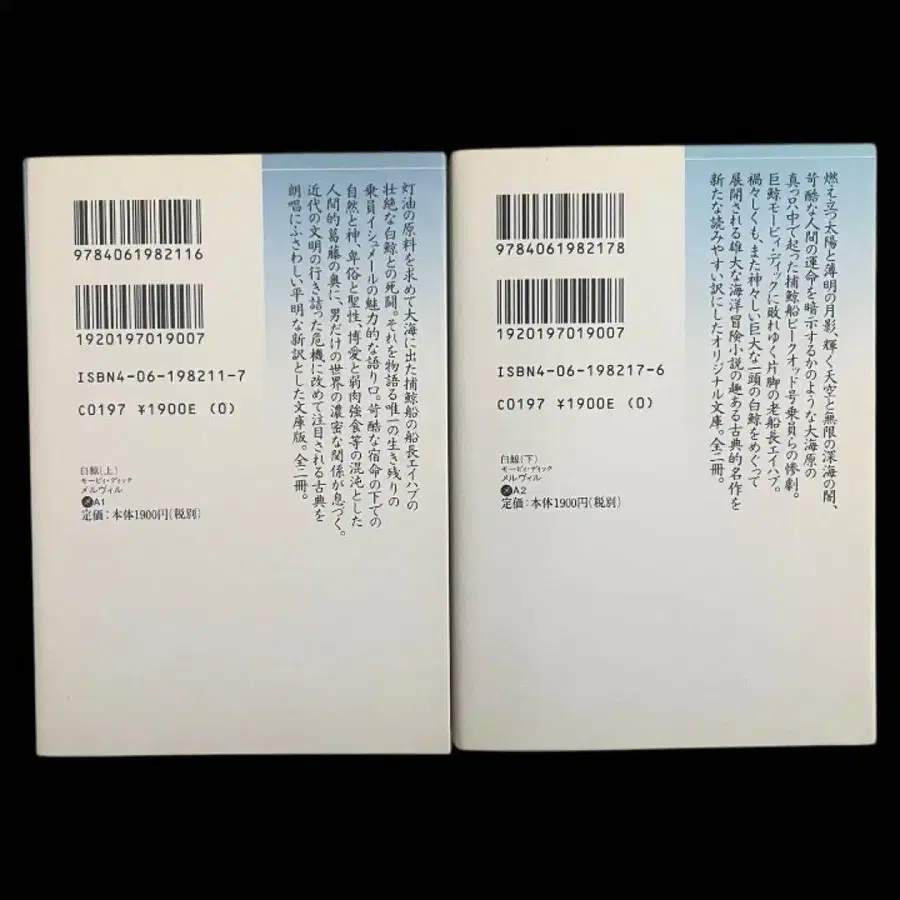 9784061982116
1920197019007
ISBN4-06-198211-7
C0197 ¥1900E (0)
白鯨(上)
モービィ・ディック
メルヴィル
メA1
定価：本体1900円(税別)
灯油の原料を求めて大海に出た捕鯨船の船長エイハブの
壮絶な白鯨との死闘。それを物語る唯一の生き残りの
乗員イシュメールの魅力的な語り口。苛酷な宿命の下での
自然と神、卑俗と聖性、博愛と弱肉強食等の混沌とした
人間的葛藤の奥に、男だけの世界の濃密な関係が息づく。
近代の文明の行き詰った危機に改めて注目される古典を
朗唱にふさわしい平明な新訳とした文庫版。全二冊。
9784061982178
1920197019007
ISBN4-06-198217-6
C0197 ¥1900E (0)
白鯨(下)
モービィ・ディック
メルヴィル
メA2
定価：本体1900円(税別)
燃え立つ太陽と薄明の月影、輝く天空と無限の深海の闇、
苛酷な人間の運命を暗示するかのような大海原の
真っ只中で起った捕鯨船ピークオッド号乗員らの惨劇。
巨鯨モービィ・ディックに敗れゆく片脚の老船長エイハブ。
禍々しくも、また神々しい巨大な一頭の白鯨をめぐって
展開される雄大な海洋冒険小説の趣ある古典的名作を
新たな読みやすい訳にしたオリジナル文庫。全二冊。